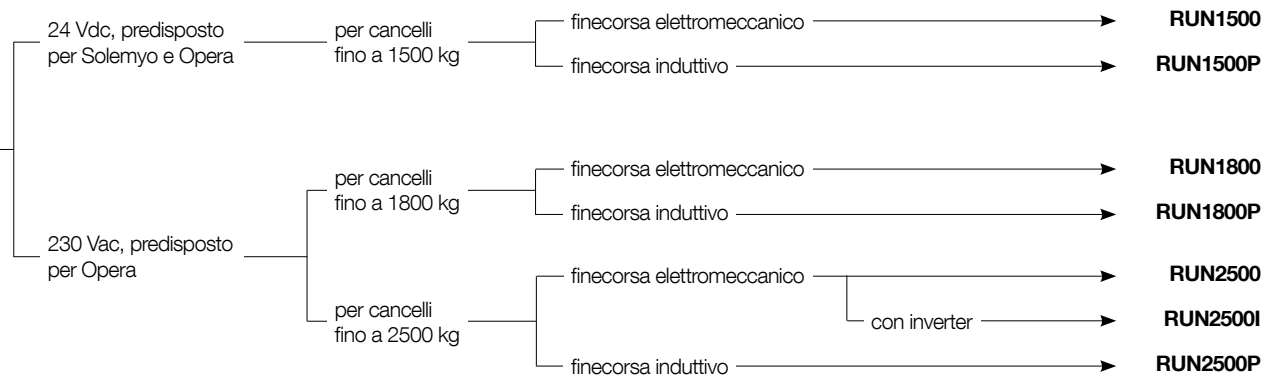 24 Vdc, predisposto
per Solemyo e Opera
per cancelli
fino a 1500 kg
finecorsa elettromeccanico
RUN1500
finecorsa induttivo
RUN1500P
230 Vac, predisposto
per Opera
per cancelli
fino a 1800 kg
finecorsa elettromeccanico
RUN1800
finecorsa induttivo
RUN1800P
per cancelli
fino a 2500 kg
finecorsa elettromeccanico
RUN2500
con inverter
RUN2500I
finecorsa induttivo
RUN2500P